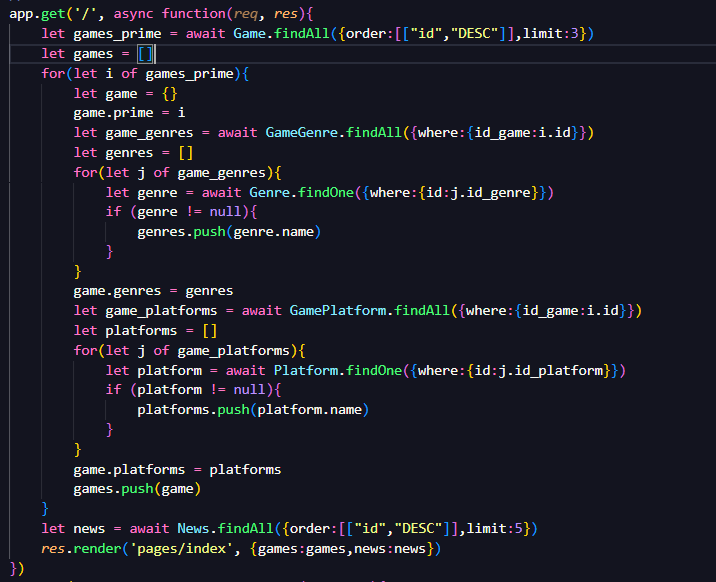 app.get('/', async function(req, res){
    let games_prime = await Game.findAll({order:[["id","DESC"]],limit:3})
    let games = []
    for(let i of games_prime){
        let game = {}
        game.prime = i
        let game_genres = await GameGenre.findAll({where:{id_game:i.id}})
        let genres = []
        for(let j of game_genres){
            let genre = await Genre.findOne({where:{id:j.id_genre}})
            if (genre != null){
                genres.push(genre.name)
            }
        }
        game.genres = genres
        let game_platforms = await GamePlatform.findAll({where:{id_game:i.id}})
        let platforms = []
        for(let j of game_platforms){
            let platform = await Platform.findOne({where:{id:j.id_platform}})
            if (platform != null){
                platforms.push(platform.name)
            }
        }
        game.platforms = platforms
        games.push(game)
    }
    let news = await News.findAll({order:[["id","DESC"]],limit:5})
    res.render('pages/index', {games:games,news:news})
})